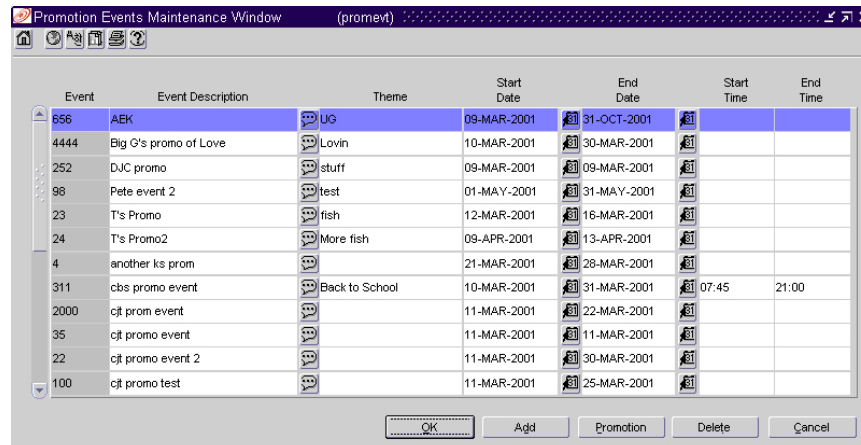 Promotion Events Maintenance Window (promevt)
Event Event Description Theme Start Date End Date Start Time End Time
656 AEK UG 09-MAR-2001 31-OCT-2001
4444 Big G's promo of Love Lovin 10-MAR-2001 30-MAR-2001
252 DJC promo stuff 09-MAR-2001 09-MAR-2001
98 Pete event 2 test 01-MAY-2001 31-MAY-2001
23 T's Promo fish 12-MAR-2001 16-MAR-2001
24 T's Promo2 More fish 09-APR-2001 13-APR-2001
4 another ks prom 21-MAR-2001 28-MAR-2001
311 cbs promo event Back to School 10-MAR-2001 31-MAR-2001 07:45 21:00
2000 cjt prom event 11-MAR-2001 22-MAR-2001
35 cjt promo event 11-MAR-2001 11-MAR-2001
22 cjt promo event 2 11-MAR-2001 30-MAR-2001
100 cjt promo test 11-MAR-2001 25-MAR-2001
OK Add Promotion Delete Cancel